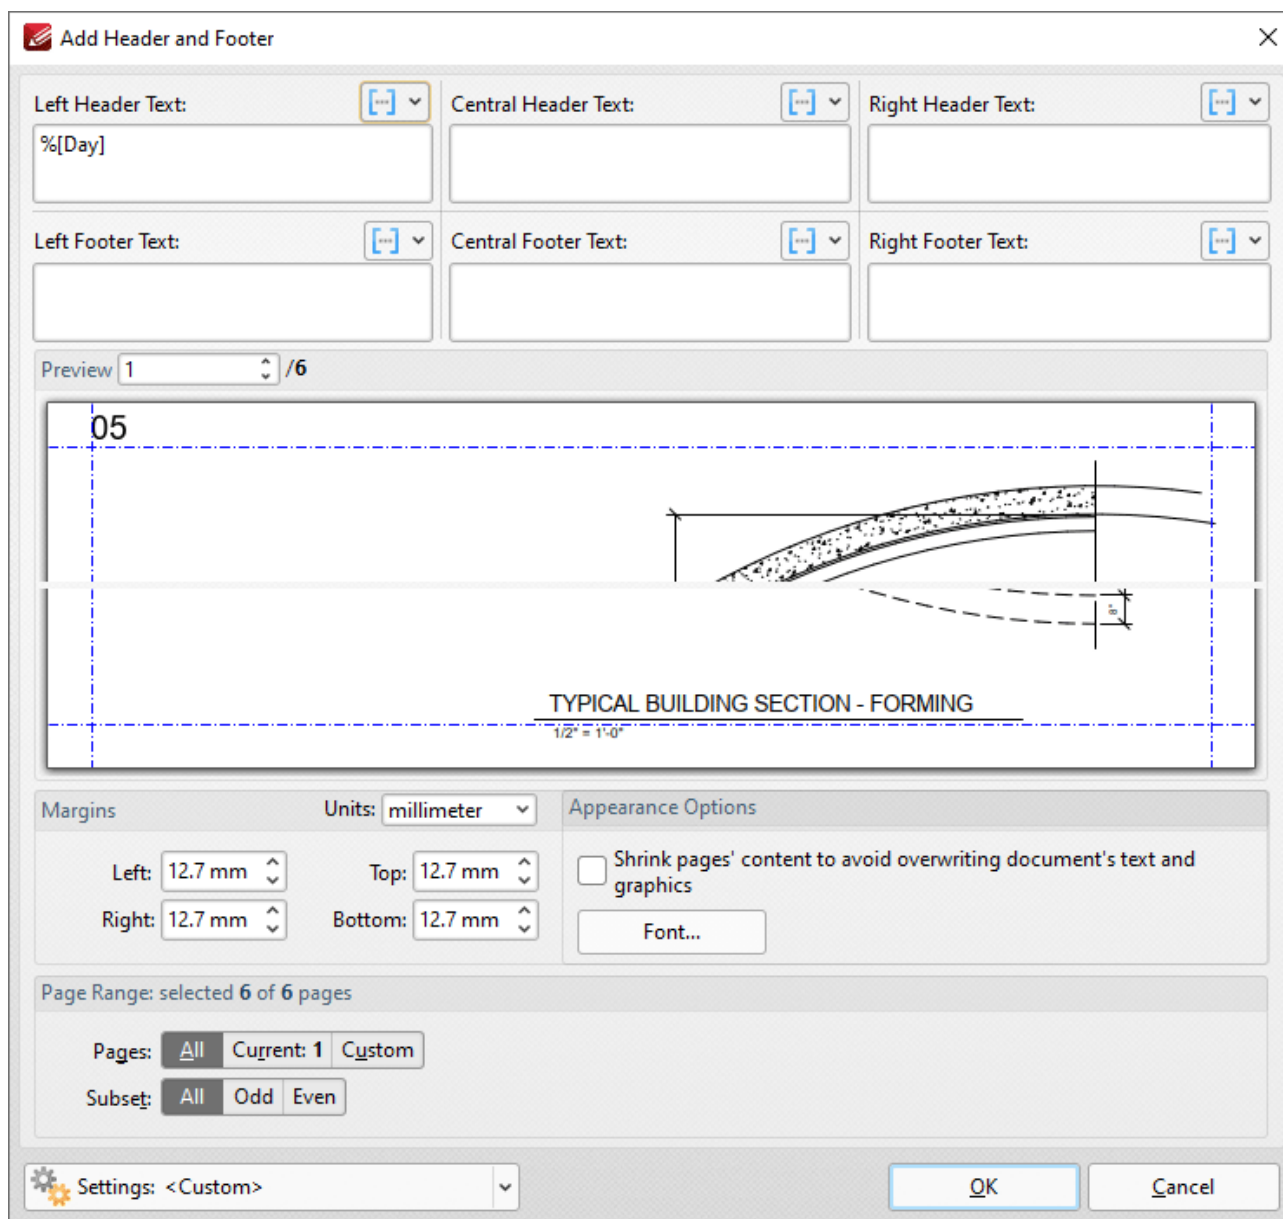 Add Header and Footer
Left Header Text:
Central Header Text:
Right Header Text:
%[Day]
Left Footer Text:
Central Footer Text:
Right Footer Text:
Preview 1 /6
05
8"
TYPICAL BUILDING SECTION - FORMING
1/2" = 1'-0"
Margins
Units: millimeter
Left: 12.7 mm
Top: 12.7 mm
Right: 12.7 mm
Bottom: 12.7 mm
Appearance Options
Shrink pages' content to avoid overwriting document's text and
graphics
Font...
Page Range: selected 6 of 6 pages
Pages: All Current: 1 Custom
Subset: All Odd Even
Settings: <Custom>
OK
Cancel